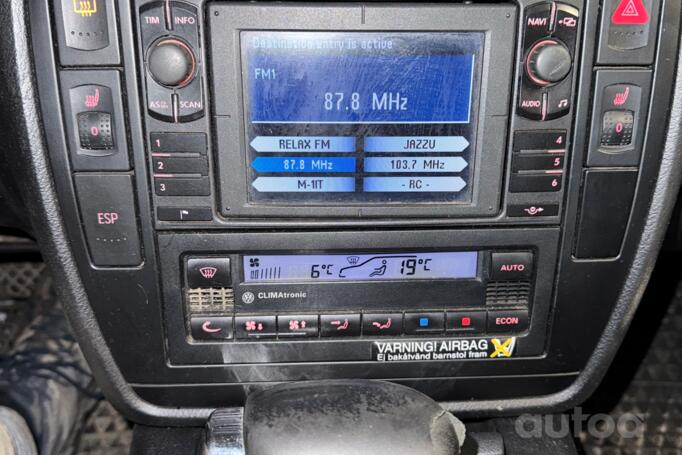 TIM INFO
NAVI
Destination entry is active
FM1
87.8 MHz
AS SCAN
AUDIO
0
0
1
RELAX FM JAZZU
4
2
87.8 MHz 103.7 MHz
5
3
M-1IT - RC -
6
ESP
6°C 19°C
AUTO
CLIMAtronic
ECON
VARNING! AIRBAG
Ej bakåtvänd barnstol fram
autoo